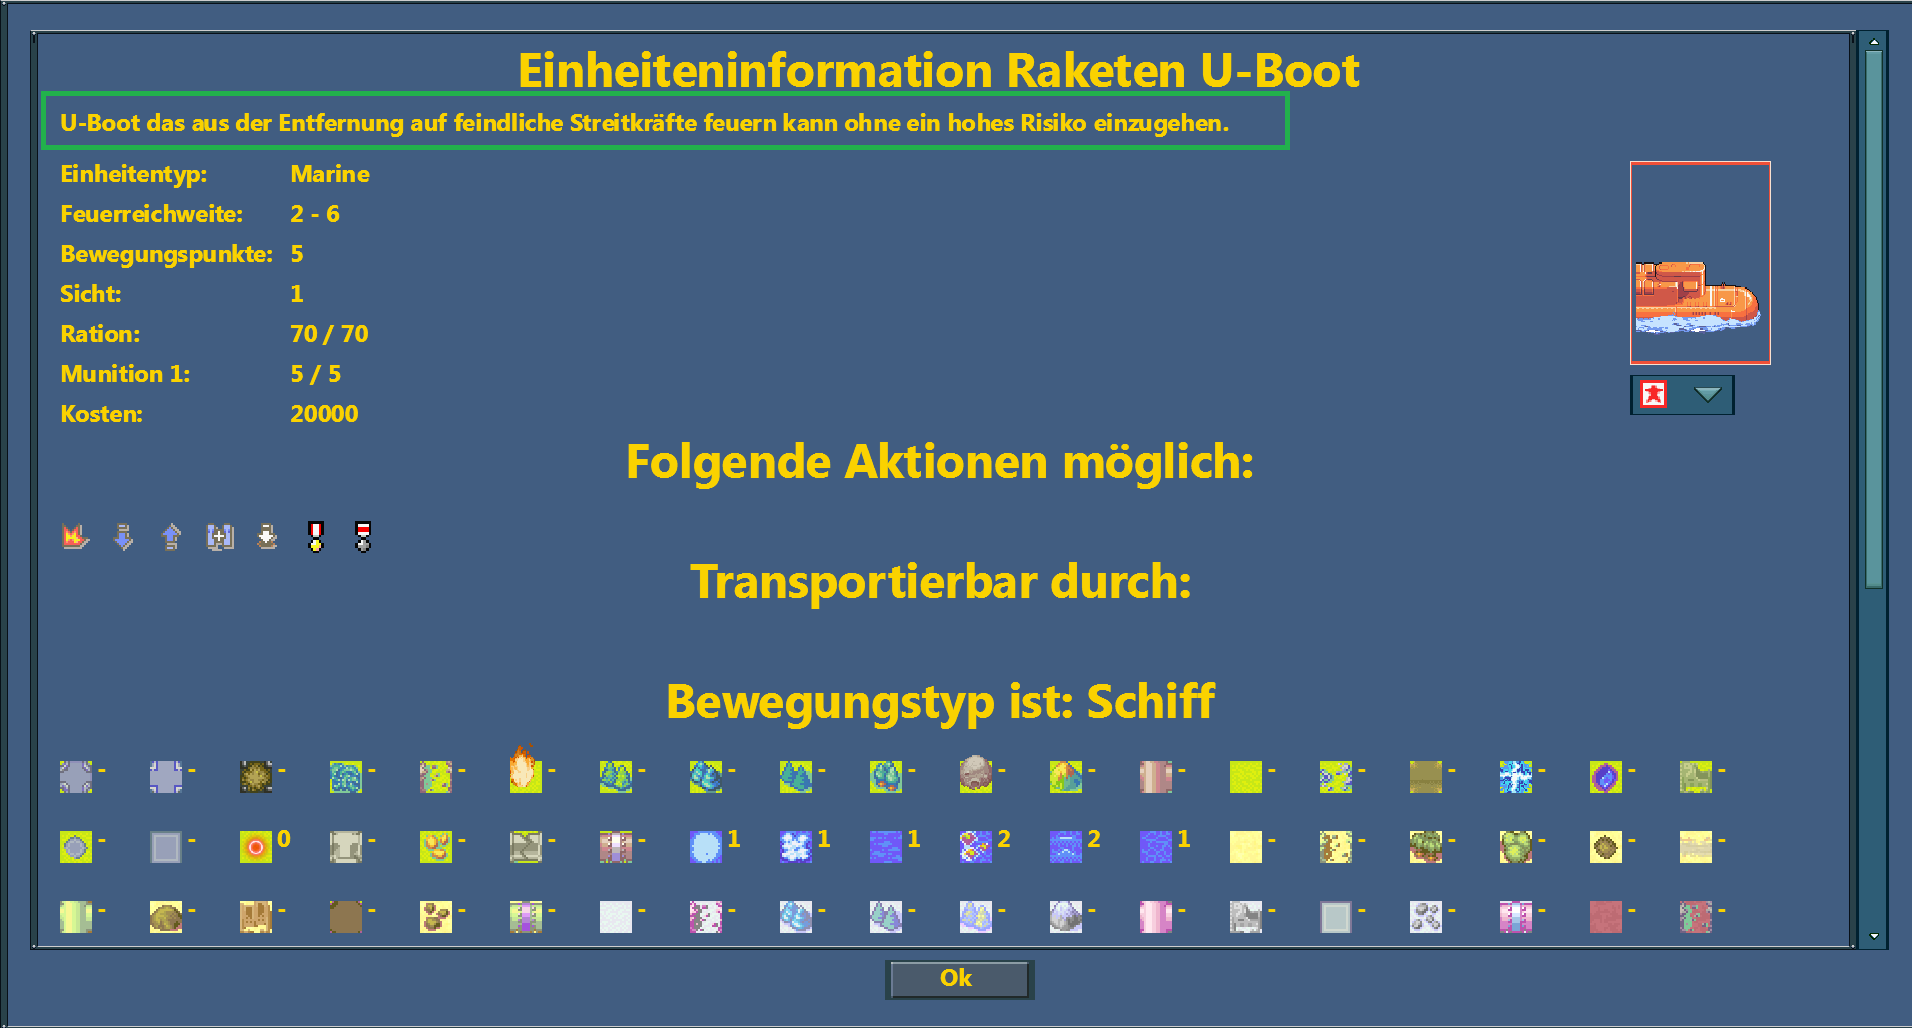 Einheiteninformation Raketen U-Boot
U-Boot das aus der Entfernung auf feindliche Streitkräfte feuern kann ohne ein hohes Risiko einzugehen.
Einheitentyp: Marine
Feuerreichweite: 2 - 6
Bewegungspunkte: 5
Sicht: 1
Ration: 70 / 70
Munition 1: 5 / 5
Kosten: 20000
Folgende Aktionen möglich:
Transportierbar durch:
Bewegungstyp ist: Schiff
- - - - - - - - - - - - - - - - - - -
- - 0 - - - - 1 1 1 2 2 1 - - - - - -
- - - - - - - - - - - - - - - - - - -
Ok